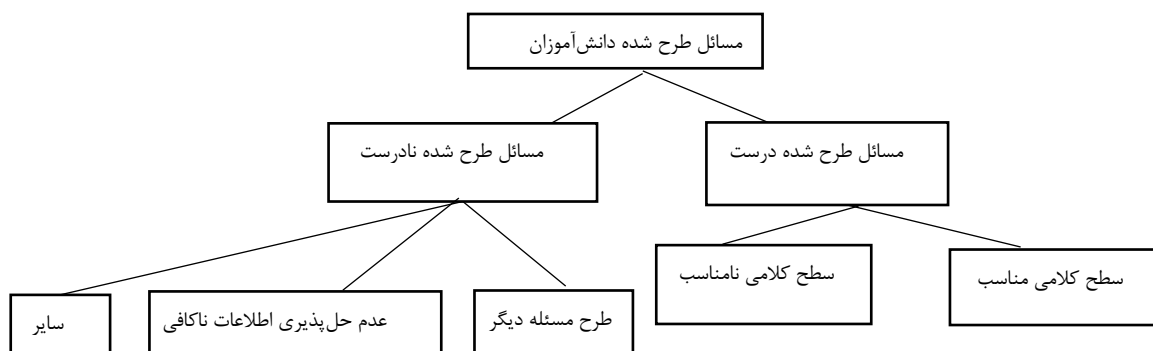 مسائل طرح شده دانش‌آموزان
مسائل طرح شده درست
مسائل طرح شده نادرست
سطح کلامی مناسب
سطح کلامی نامناسب
طرح مسئله دیگر
عدم حل‌پذیری اطلاعات ناکافی
سایر